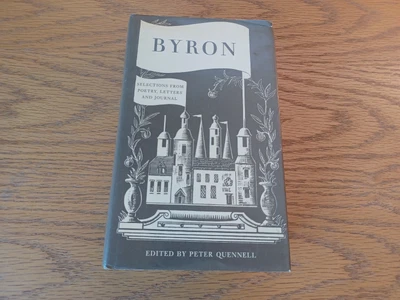 BYRON
SELECTIONS FROM
POETRY, LETTERS
AND JOURNAL
EDITED BY PETER QUENNELL